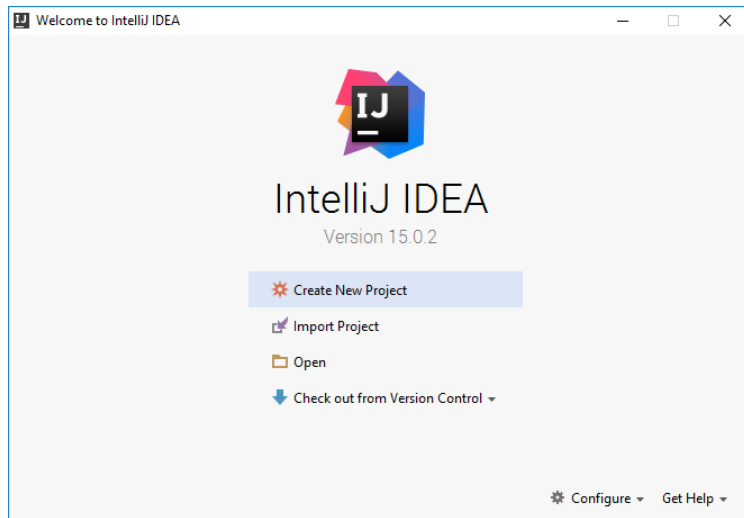 Welcome to IntelliJ IDEA
IJ
IJ
IntelliJ IDEA
Version 15.0.2
Create New Project
Import Project
Open
Check out from Version Control
Configure Get Help